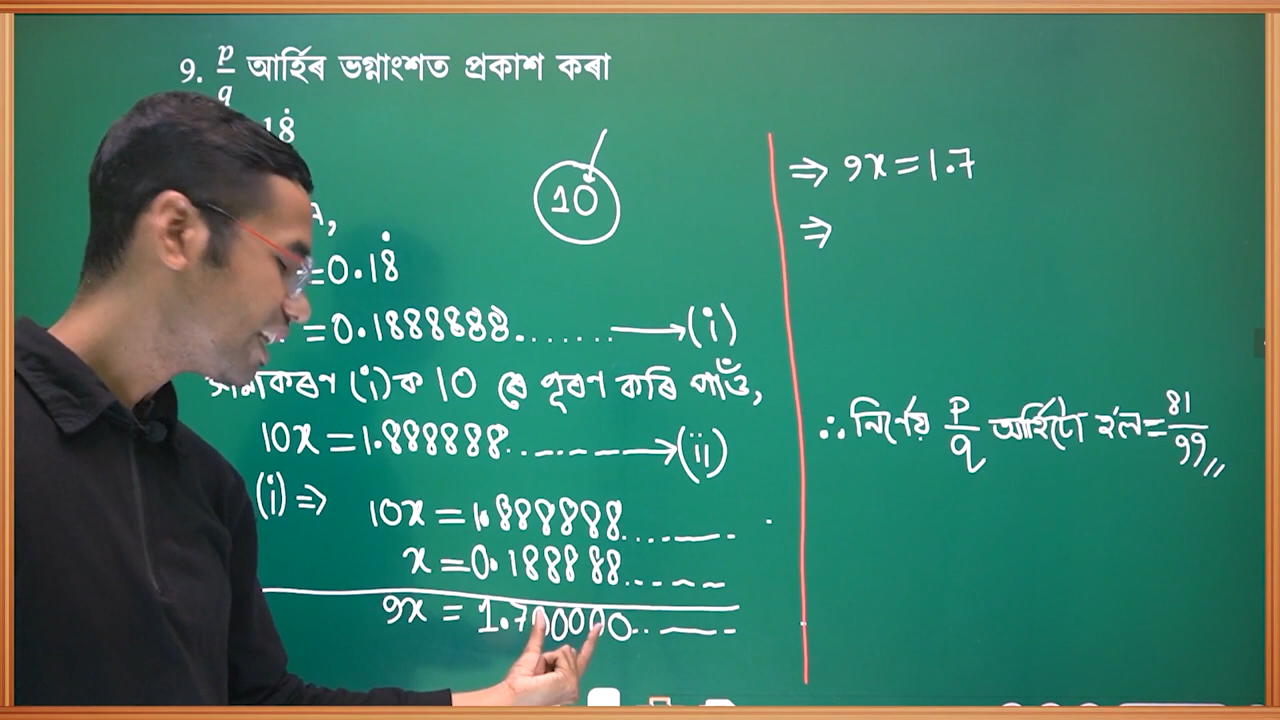 9. p/q আৰ্হিৰ ভগ্নাংশত প্ৰকাশ কৰা
18̇
=0.18̇
=0.1888888....... ⟶(i)
(i)ক 10 ৰে পূৰণ কৰি পাওঁ,
10x=1.888888....... ⟶(ii)
(i) ⇒ 10x=1.888888.......
x=0.188888.......
9x = 1.700000.......
10
⇒ 9x=1.7
⇒
∴ নিৰ্ণেয় p/q আৰ্হিটো হ'ল=81/99,,